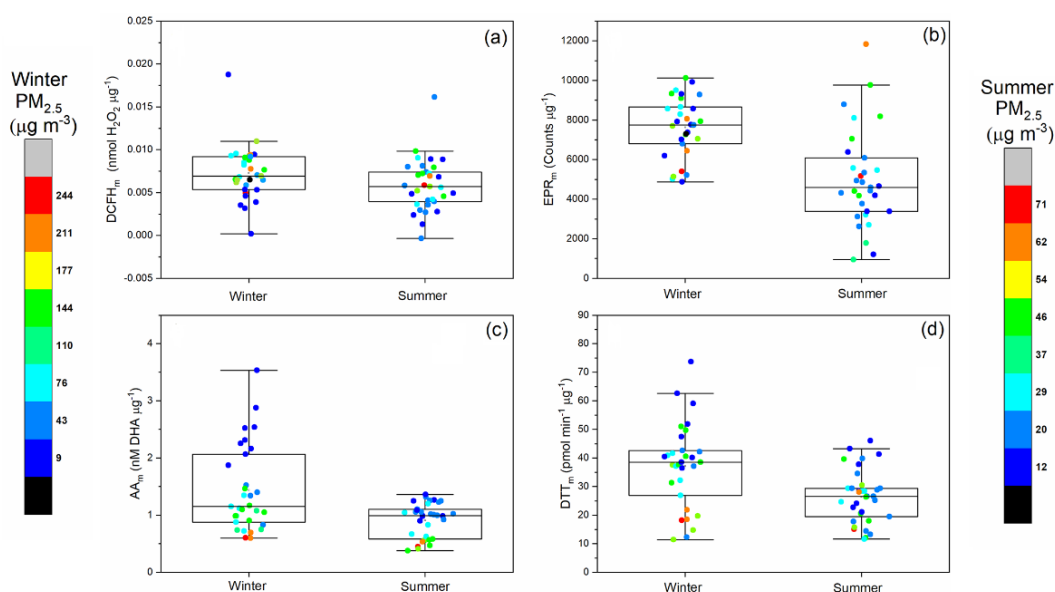 Winter
PM2.5
(μg m-3)
244
211
177
144
110
76
43
9
(a)
DCFHm (nmol H2O2 μg-1)
0.025
0.020
0.015
0.010
0.005
0.000
-0.005
Winter
Summer
(b)
EPRm (Counts μg-1)
12000
10000
8000
6000
4000
2000
0
Winter
Summer
(c)
AAm (nM DHA μg-1)
4
3
2
1
0
Winter
Summer
(d)
DTTm (pmol min-1 μg-1)
90
80
70
60
50
40
30
20
10
0
Winter
Summer
Summer
PM2.5
(μg m-3)
71
62
54
46
37
29
20
12